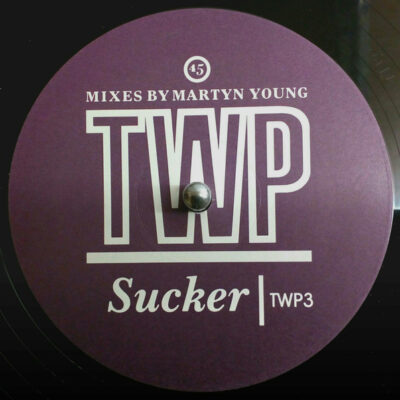 45
MIXES BY MARTYN YOUNG
TWP
Sucker | TWP3